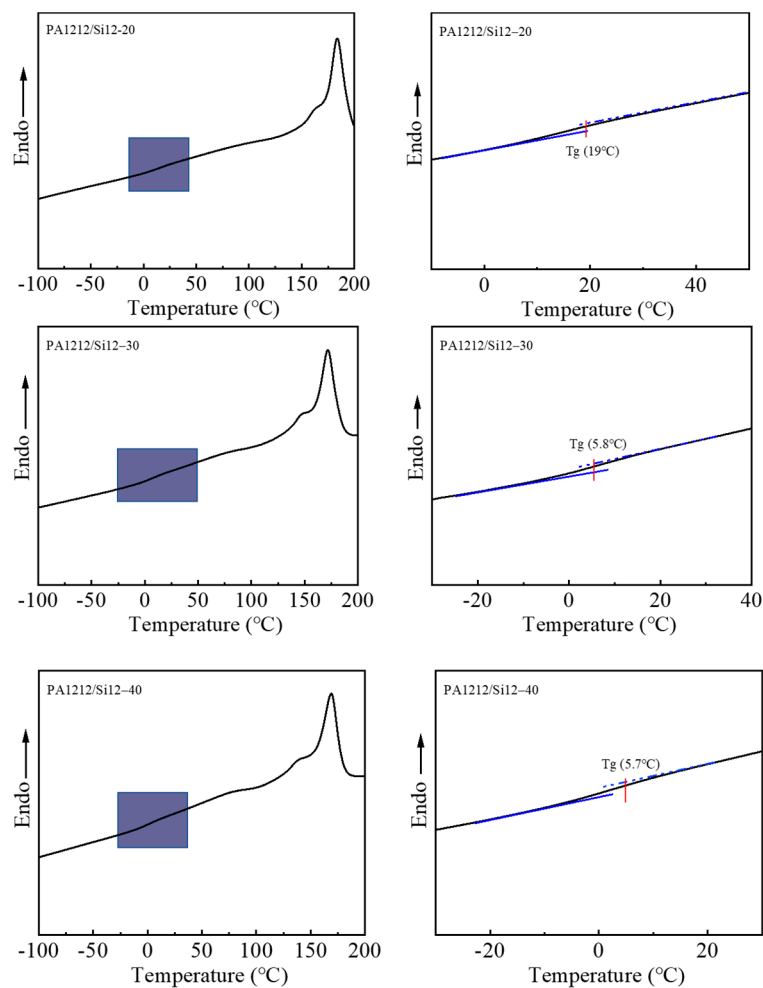 PA1212/Si12-20
Endo
-100 -50 0 50 100 150 200
Temperature (℃)
PA1212/Si12–20
Endo
Tg (19℃)
0 20 40
Temperature (℃)
PA1212/Si12–30
Endo
-100 -50 0 50 100 150 200
Temperature (℃)
PA1212/Si12–30
Endo
Tg (5.8℃)
-20 0 20 40
Temperature (℃)
PA1212/Si12–40
Endo
-100 -50 0 50 100 150 200
Temperature (℃)
PA1212/Si12–40
Endo
Tg (5.7℃)
-20 0 20
Temperature (℃)